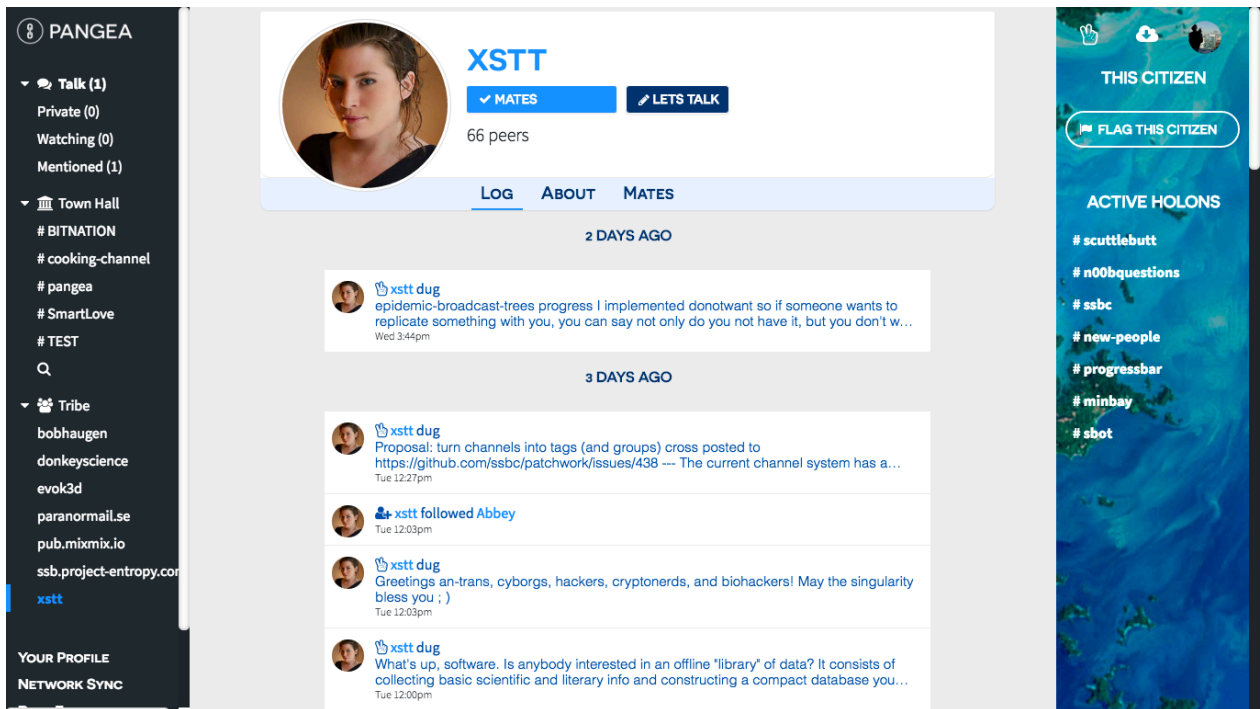 PANGEA
Talk (1)
Private (0)
Watching (0)
Mentioned (1)
Town Hall
# BITNATION
# cooking-channel
# pangea
# SmartLove
# TEST
Tribe
bobhaugen
donkeyscience
evok3d
paranormail.se
pub.mixmix.io
ssb.project-entropy.com
xstt
YOUR PROFILE
NETWORK SYNC
XSTT
MATES
LETS TALK
66 peers
LOG ABOUT MATES
2 DAYS AGO
xstt dug
epidemic-broadcast-trees progress I implemented donotwant so if someone wants to
replicate something with you, you can say not only do you not have it, but you don't w…
Wed 3:44pm
3 DAYS AGO
xstt dug
Proposal: turn channels into tags (and groups) cross posted to
https://github.com/ssbc/patchwork/issues/438 --- The current channel system has a…
Tue 12:27pm
xstt followed Abbey
Tue 12:03pm
xstt dug
Greetings an-trans, cyborgs, hackers, cryptonerds, and biohackers! May the singularity
bless you ; )
Tue 12:03pm
xstt dug
What's up, software. Is anybody interested in an offline "library" of data? It consists of
collecting basic scientific and literary info and constructing a compact database you…
Tue 12:00pm
THIS CITIZEN
FLAG THIS CITIZEN
ACTIVE HOLONS
# scuttlebutt
# n00bquestions
# ssbc
# new-people
# progressbar
# minbay
# sbot